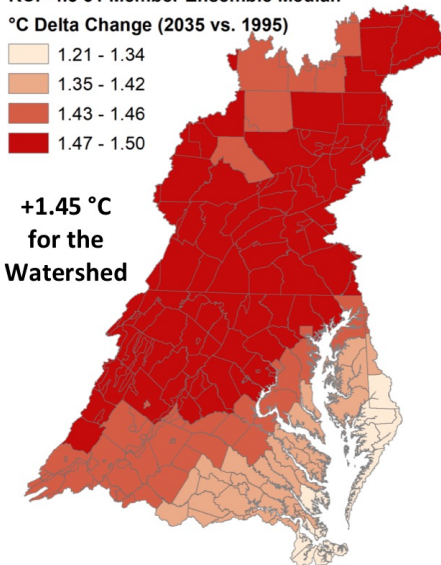 °C Delta Change (2035 vs. 1995)
1.21 - 1.34
1.35 - 1.42
1.43 - 1.46
1.47 - 1.50
+1.45 °C
for the
Watershed